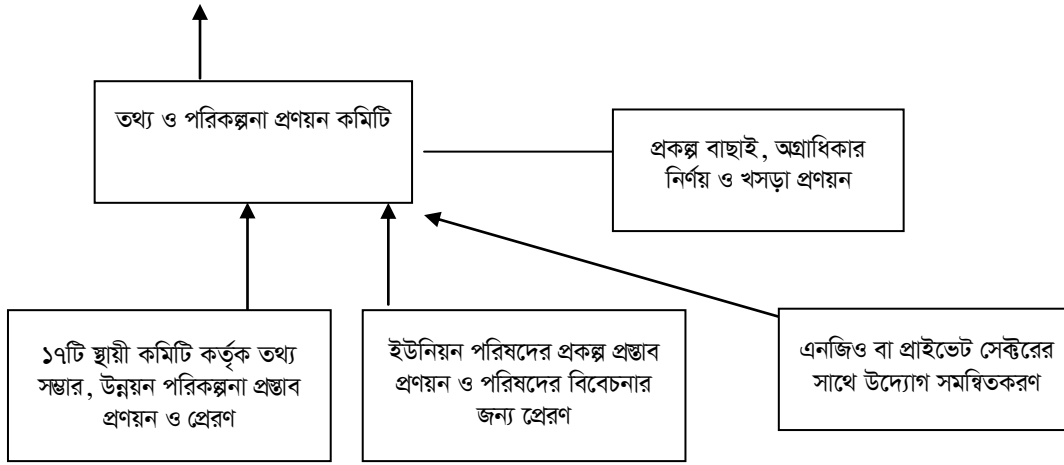 তথ্য ও পরিকল্পনা প্রণয়ন কমিটি
প্রকল্প বাছাই, অগ্রাধিকার
নির্ণয় ও খসড়া প্রণয়ন
১৭টি স্থায়ী কমিটি কর্তৃক তথ্য
সম্ভার, উন্নয়ন পরিকল্পনা প্রস্তাব
প্রণয়ন ও প্রেরণ
ইউনিয়ন পরিষদের প্রকল্প প্রস্তাব
প্রণয়ন ও পরিষদের বিবেচনার
জন্য প্রেরণ
এনজিও বা প্রাইভেট সেক্টরের
সাথে উদ্যোগ সমন্বিতকরণ